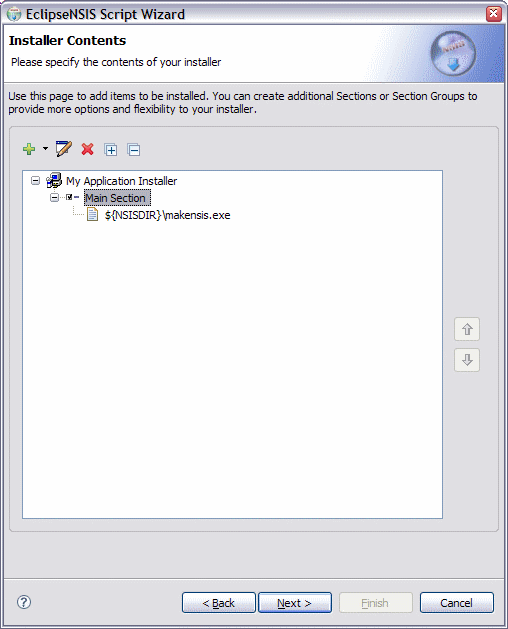 EclipseNSIS Script Wizard
Installer Contents
Please specify the contents of your installer
Use this page to add items to be installed. You can create additional Sections or Section Groups to
provide more options and flexibility to your installer.
My Application Installer
Main Section
${NSISDIR}\makensis.exe
< Back Next > Finish Cancel